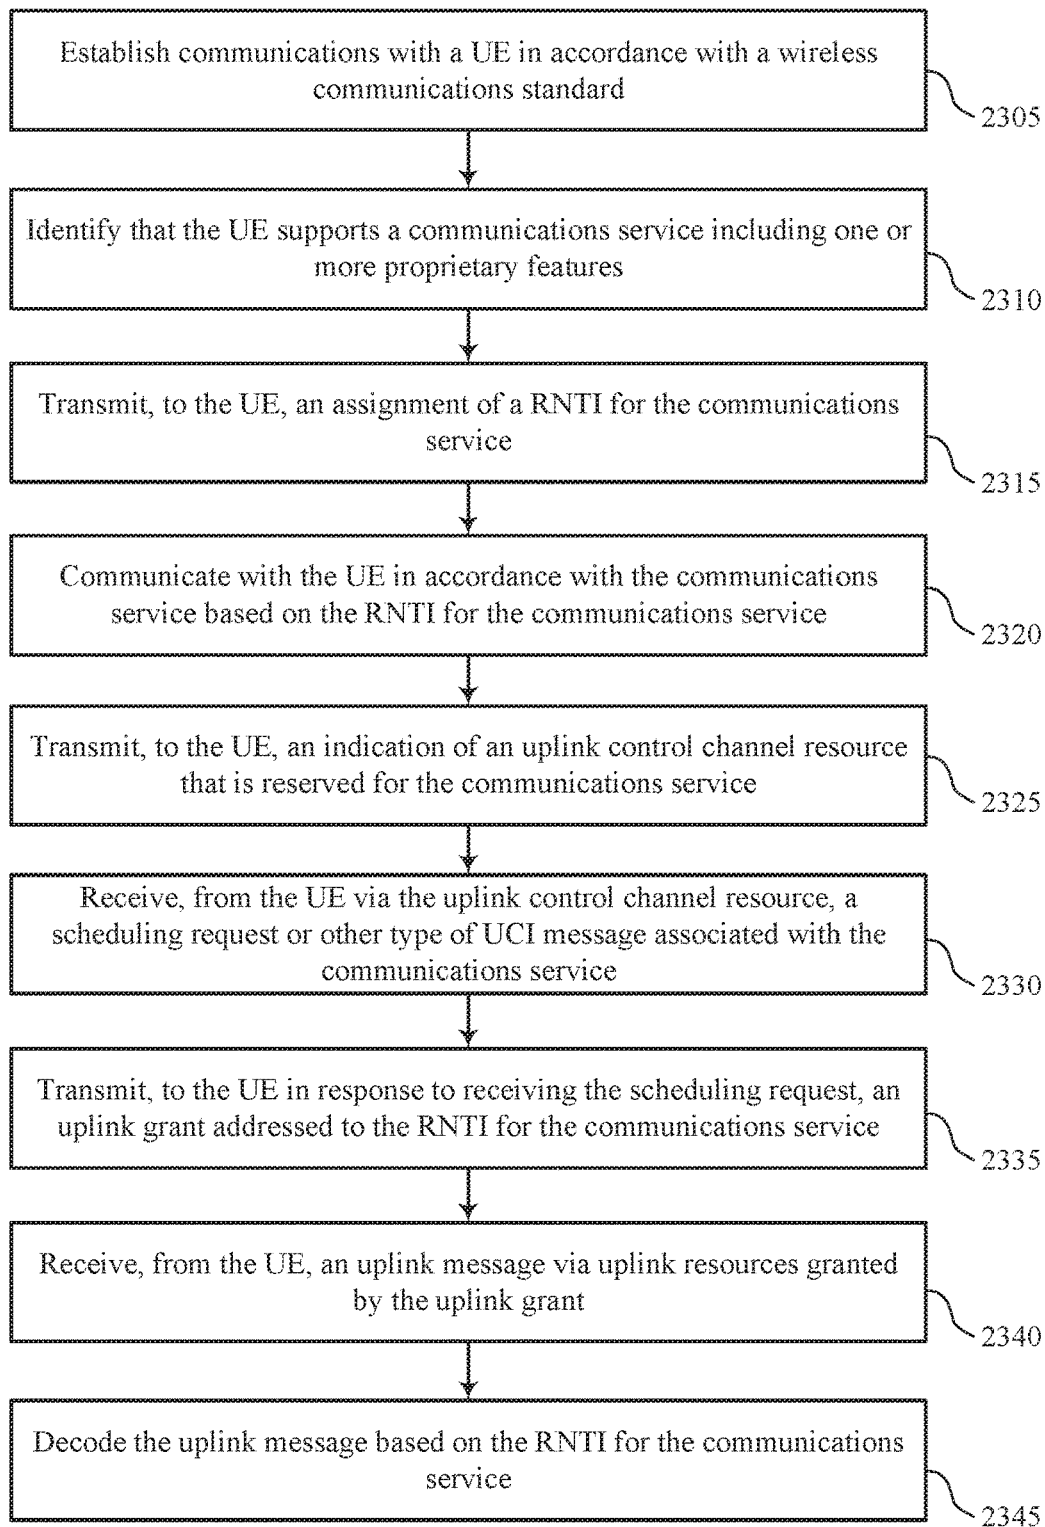 Establish communications with a UE in accordance with a wireless
communications standard
2305
Identify that the UE supports a communications service including one or
more proprietary features
2310
Transmit, to the UE, an assignment of a RNTI for the communications
service
2315
Communicate with the UE in accordance with the communications
service based on the RNTI for the communications service
2320
Transmit, to the UE, an indication of an uplink control channel resource
that is reserved for the communications service
2325
Receive, from the UE via the uplink control channel resource, a
scheduling request or other type of UCI message associated with the
communications service
2330
Transmit, to the UE in response to receiving the scheduling request, an
uplink grant addressed to the RNTI for the communications service
2335
Receive, from the UE, an uplink message via uplink resources granted
by the uplink grant
2340
Decode the uplink message based on the RNTI for the communications
service
2345